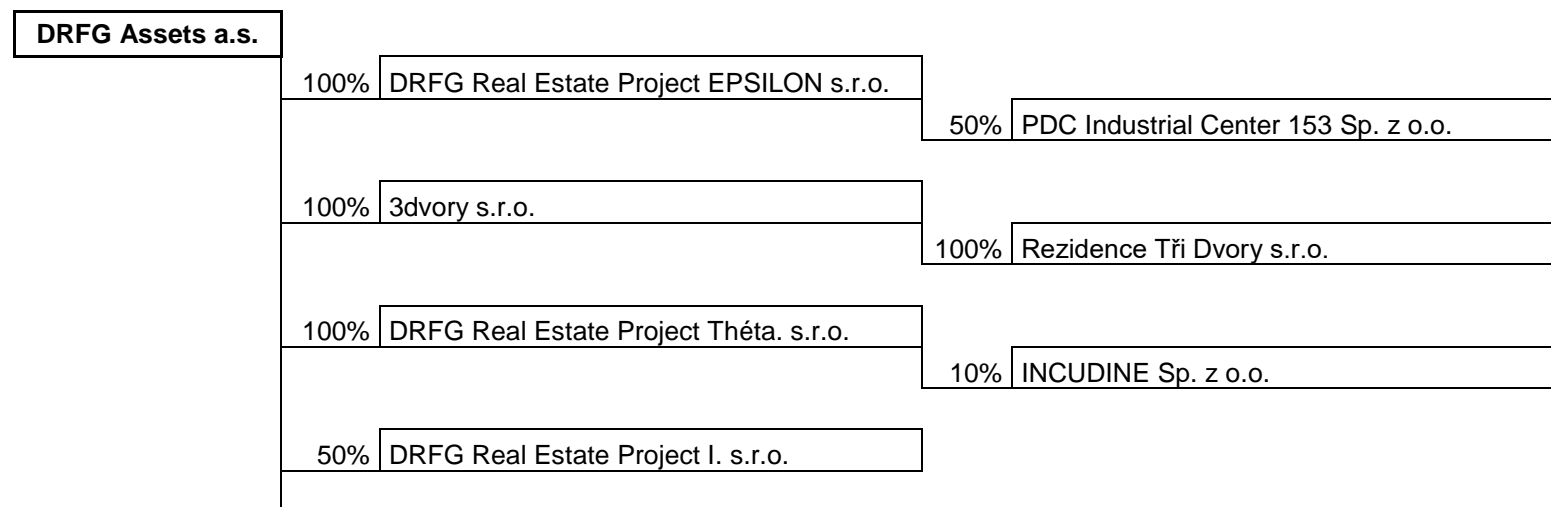 DRFG Assets a.s.
100% DRFG Real Estate Project EPSILON s.r.o.
50% PDC Industrial Center 153 Sp. z o.o.
100% 3dvory s.r.o.
100% Rezidence Tři Dvory s.r.o.
100% DRFG Real Estate Project Théta. s.r.o.
10% INCUDINE Sp. z o.o.
50% DRFG Real Estate Project I. s.r.o.